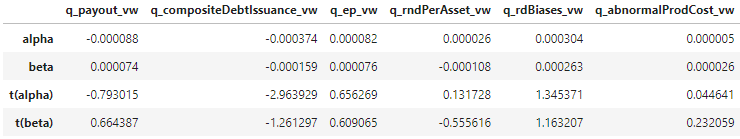 q_payout_vw q_compositeDebtIssuance_vw q_ep_vw q_rndPerAsset_vw q_rdBiases_vw q_abnormalProdCost_vw
alpha -0.000088 -0.000374 0.000082 0.000026 0.000304 0.000005
beta 0.000074 -0.000159 0.000076 -0.000108 0.000263 0.000026
t(alpha) -0.793015 -2.963929 0.656269 0.131728 1.345371 0.044641
t(beta) 0.664387 -1.261297 0.609065 -0.555616 1.163207 0.232059